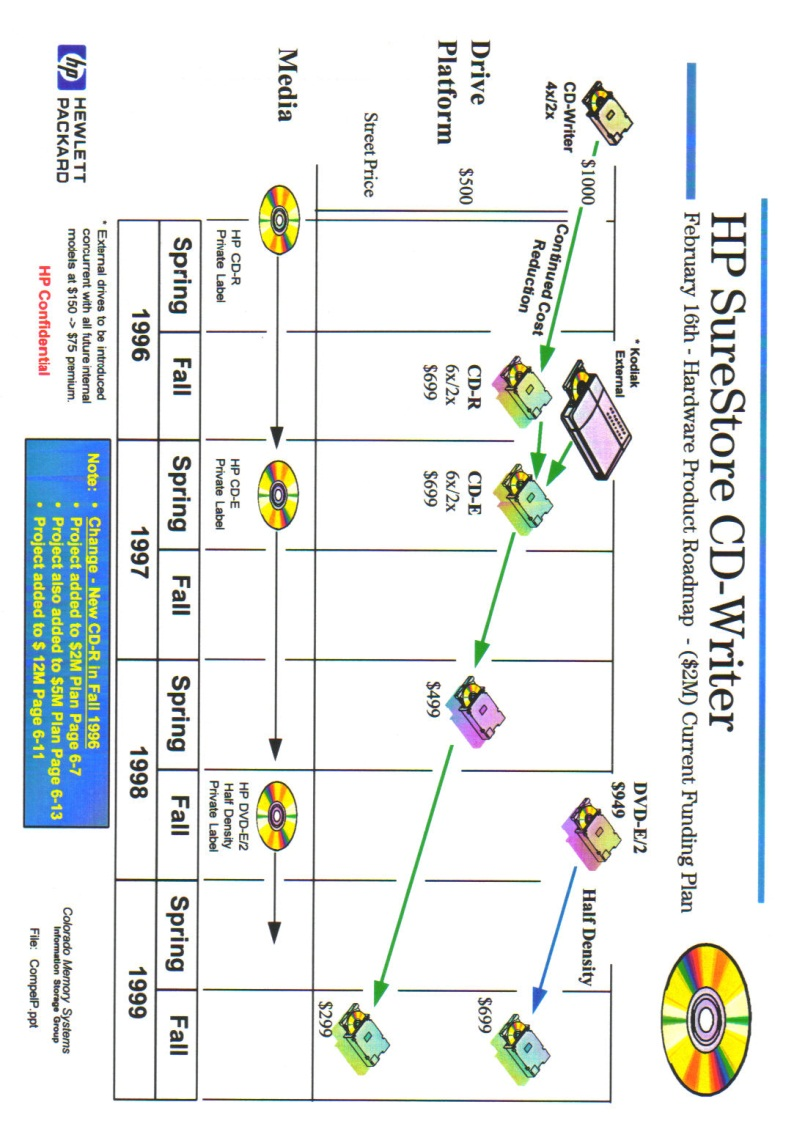 HP SureStore CD-Writer
February 16th - Hardware Product Roadmap - ($2M) Current Funding Plan
CD-Writer
4x/2x
$1000
Continued Cost
Reduction
* Kodiak
External
DVD-E/2
$949
Half Density
Drive
Platform
$500
CD-R
6x/2x
$699
CD-E
6x/2x
$699
$499
$699
Street Price
$299
Media
HP CD-R
Private Label
HP CD-E
Private Label
HP DVD-E/2
Half Density
Private Label
Spring
Fall
Spring
Fall
Spring
Fall
Spring
Fall
1996
1997
1998
1999
hp
HEWLETT
PACKARD
* External drives to be introduced
concurrent with all future internal
molels at $150 -> $75 premium.
HP Confidential
Note: • Change - New CD-R in Fall 1996
• Project added to $2M Plan Page 6-7
• Project also added to $5M Plan Page 6-13
• Project added to $ 12M Page 6-11
Colorado Memory Systems
Information Storage Group
File: CompelP.ppt